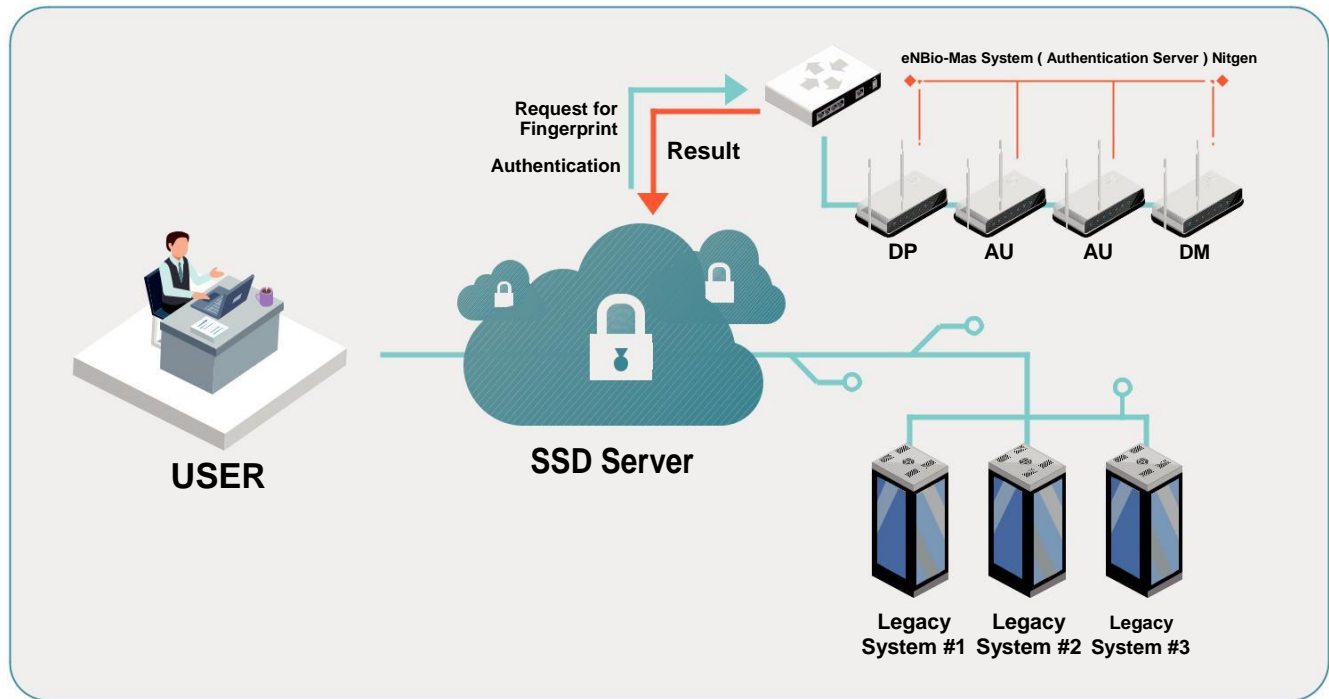 eNBio-Mas System ( Authentication Server ) Nitgen
Request for
Fingerprint
Authentication
Result
DP
AU
AU
DM
USER
SSD Server
Legacy
System #1
Legacy
System #2
Legacy
System #3